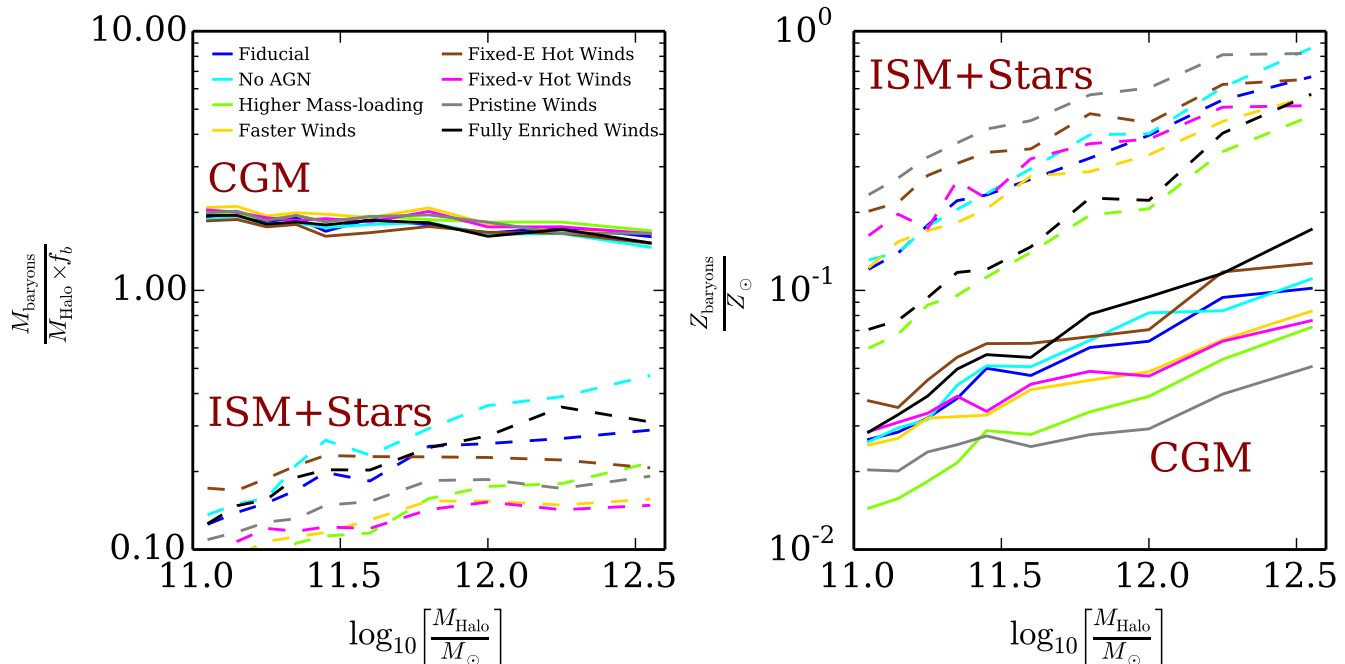 10.00
1.00
0.10
11.0 11.5 12.0 12.5
M_baryons / M_Halo × f_b
log10[M_Halo / M_⊙]
Fiducial
No AGN
Higher Mass-loading
Faster Winds
Fixed-E Hot Winds
Fixed-v Hot Winds
Pristine Winds
Fully Enriched Winds
CGM
ISM+Stars
10^0
10^-1
10^-2
11.0 11.5 12.0 12.5
Z_baryons / Z_⊙
log10[M_Halo / M_⊙]
ISM+Stars
CGM